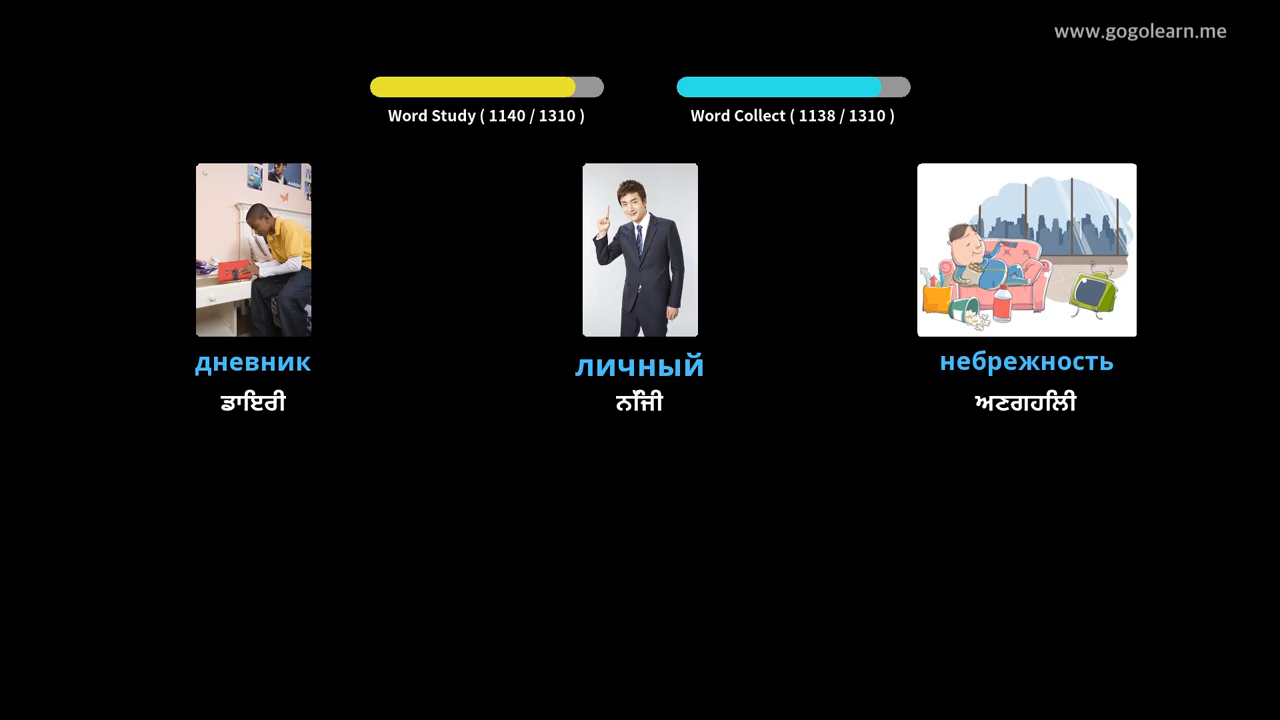 www.gogolearn.me
Word Study ( 1140 / 1310 )
Word Collect ( 1138 / 1310 )
дневник
личный
небрежность
ਡਾਇਰੀ
ਨਿੱਜੀ
ਅਣਗਹਿਲੀ